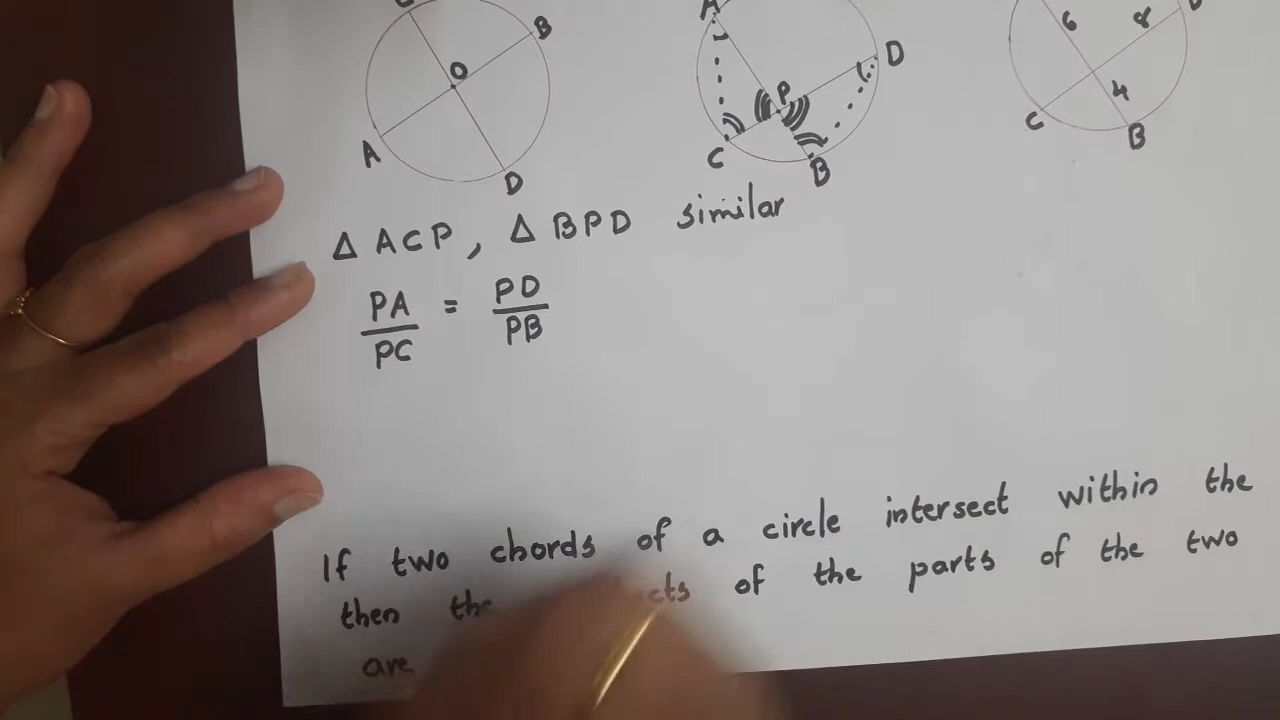 B
O
A
D
A
D
P
C
B
6
8
4
C
B
Δ ACP, Δ BPD similar
PA/PC = PD/PB
If two chords of a circle intersect within the
then the of the parts of the two
are